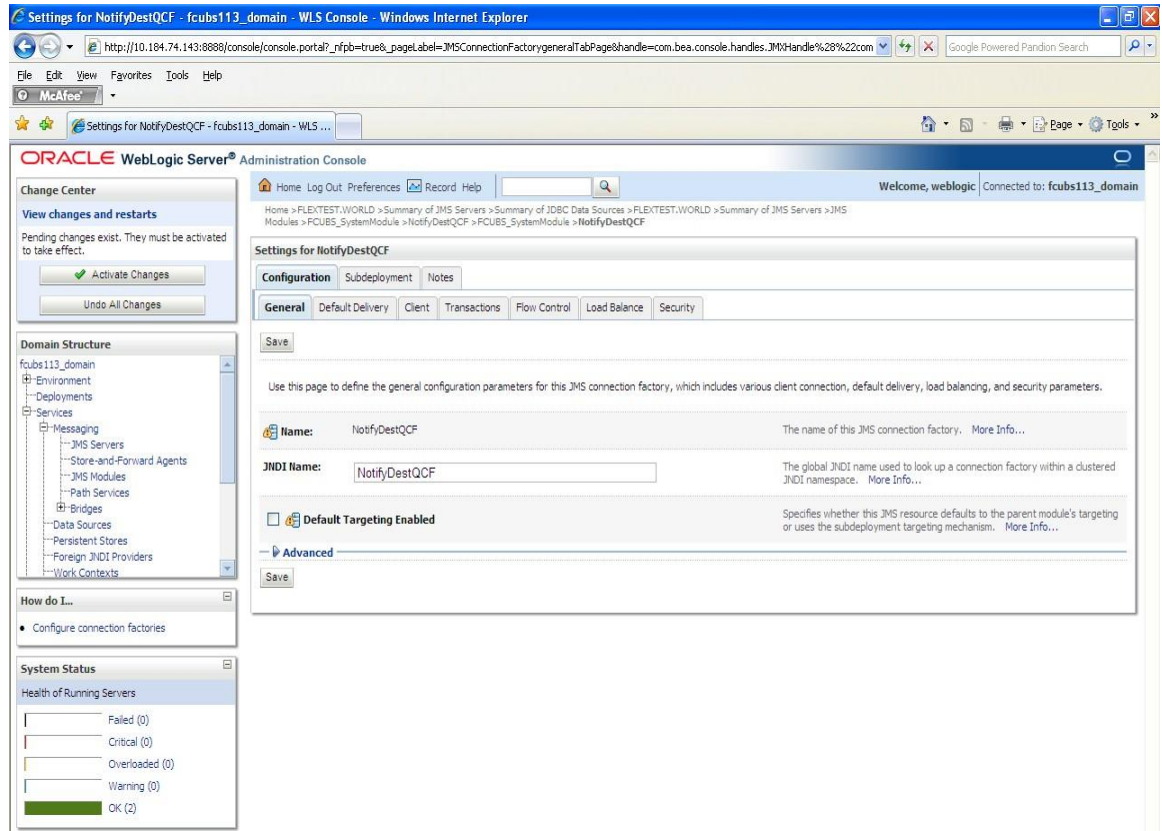 Settings for NotifyDestQCF - fcubs113_domain - WLS Console - Windows Internet Explorer
http://10.184.74.143:8888/console/console.portal?_nfpb=true&_pageLabel=JMSConnectionFactorygeneralTabPage&handle=com.bea.console.handles.JMXHandle%28%22com
Google Powered Pandion Search
File Edit View Favorites Tools Help
McAfee
Settings for NotifyDestQCF - fcubs113_domain - WLS ...
Page Tools »
ORACLE WebLogic Server® Administration Console
Change Center
View changes and restarts
Pending changes exist. They must be activated
to take effect.
Activate Changes
Undo All Changes
Domain Structure
fcubs113_domain
Environment
Deployments
Services
Messaging
JMS Servers
Store-and-Forward Agents
JMS Modules
Path Services
Bridges
Data Sources
Persistent Stores
Foreign JNDI Providers
Work Contexts
How do I...
Configure connection factories
System Status
Health of Running Servers
Failed (0)
Critical (0)
Overloaded (0)
Warning (0)
OK (2)
Home Log Out Preferences Record Help
Welcome, weblogic Connected to: fcubs113_domain
Home >FLEXTEST.WORLD >Summary of JMS Servers >Summary of JDBC Data Sources >FLEXTEST.WORLD >Summary of JMS Servers >JMS
Modules >FCUBS_SystemModule >NotifyDestQCF >FCUBS_SystemModule >NotifyDestQCF
Settings for NotifyDestQCF
Configuration Subdeployment Notes
General Default Delivery Client Transactions Flow Control Load Balance Security
Save
Use this page to define the general configuration parameters for this JMS connection factory, which includes various client connection, default delivery, load balancing, and security parameters.
Name: NotifyDestQCF The name of this JMS connection factory. More Info...
JNDI Name: NotifyDestQCF The global JNDI name used to look up a connection factory within a clustered
JNDI namespace. More Info...
Default Targeting Enabled Specifies whether this JMS resource defaults to the parent module's targeting
or uses the subdeployment targeting mechanism. More Info...
Advanced
Save